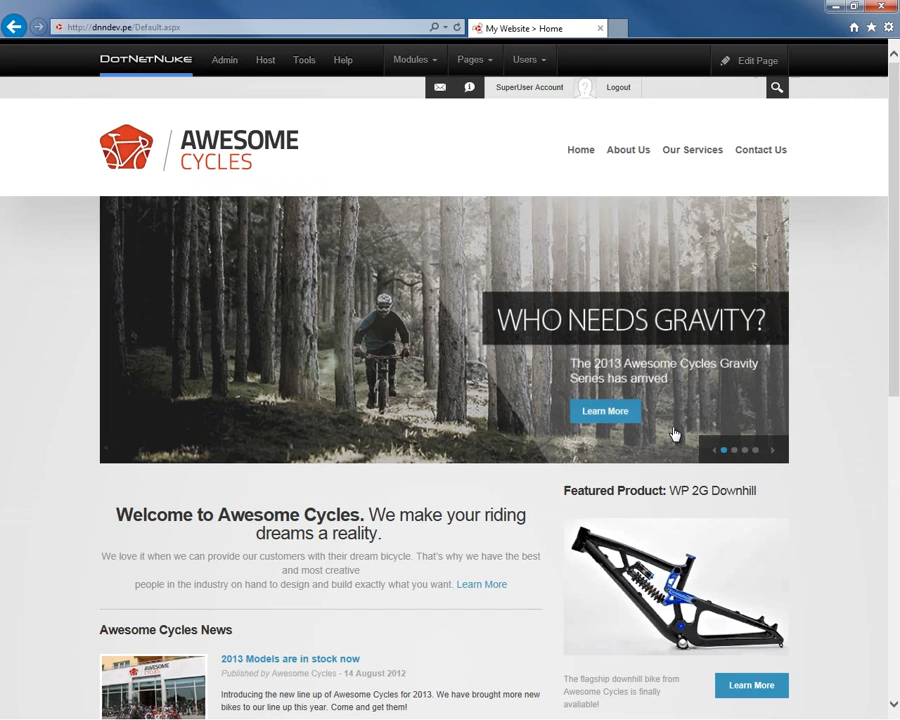 http://dnndev.pe/Default.aspx
My Website > Home
DOTNETNUKE Admin Host Tools Help Modules Pages Users Edit Page
SuperUser Account Logout
AWESOME
CYCLES
Home About Us Our Services Contact Us
WHO NEEDS GRAVITY?
The 2013 Awesome Cycles Gravity
Series has arrived
Learn More
Welcome to Awesome Cycles. We make your riding
dreams a reality.
We love it when we can provide our customers with their dream bicycle. That's why we have the best
and most creative
people in the industry on hand to design and build exactly what you want. Learn More
Awesome Cycles News
2013 Models are in stock now
Published by Awesome Cycles - 14 August 2012
Introducing the new line up of Awesome Cycles for 2013. We have brought more new
bikes to our line up this year. Come and get them!
Featured Product: WP 2G Downhill
The flagship downhill bike from
Awesome Cycles is finally
available!
Learn More